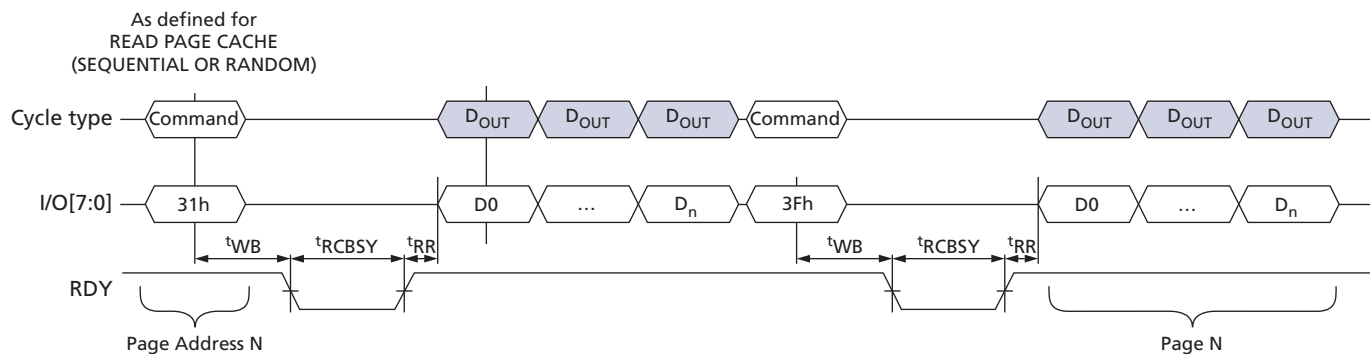 As defined for
READ PAGE CACHE
(SEQUENTIAL OR RANDOM)
Cycle type Command DOUT DOUT DOUT Command DOUT DOUT DOUT
I/O[7:0] 31h D0 … Dn 3Fh D0 … Dn
tWB tRCBSY tRR tWB tRCBSY tRR
RDY
Page Address N Page N